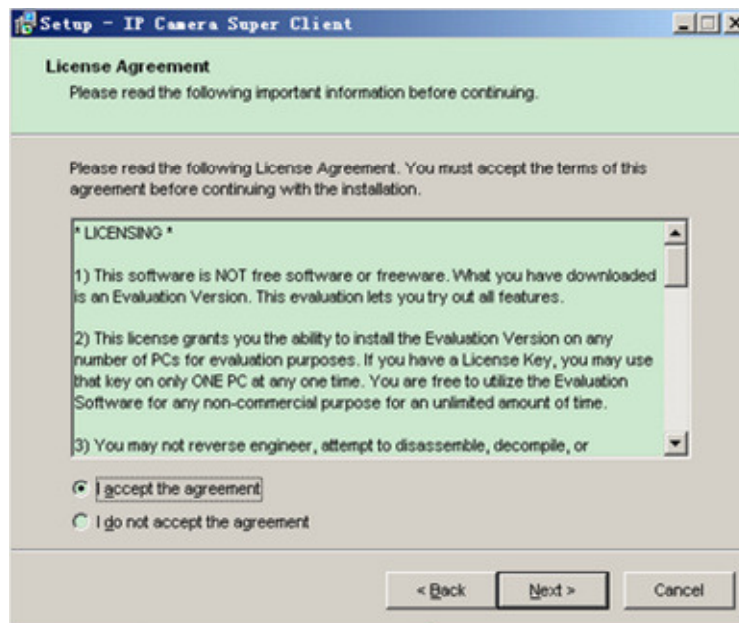 Setup - IP Camera Super Client
License Agreement
Please read the following important information before continuing.
Please read the following License Agreement. You must accept the terms of this
agreement before continuing with the installation.
* LICENSING *
1) This software is NOT free software or freeware. What you have downloaded
is an Evaluation Version. This evaluation lets you try out all features.
2) This license grants you the ability to install the Evaluation Version on any
number of PCs for evaluation purposes. If you have a License Key, you may use
that key on only ONE PC at any one time. You are free to utilize the Evaluation
Software for any non-commercial purpose for an unlimited amount of time.
3) You may not reverse engineer, attempt to disassemble, decompile, or
I accept the agreement
I do not accept the agreement
< Back Next > Cancel